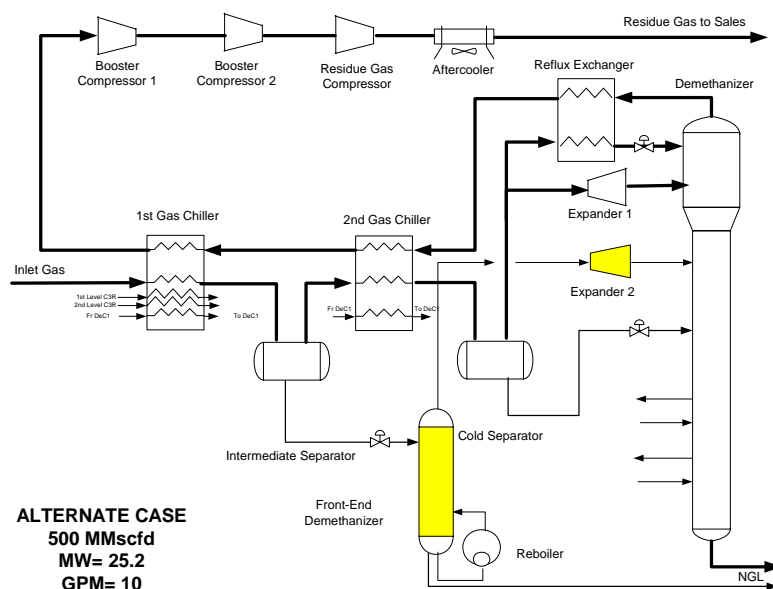 Residue Gas to Sales
Booster
Compressor 1
Booster
Compressor 2
Residue Gas
Compressor
Aftercooler
Reflux Exchanger
Demethanizer
Expander 1
1st Gas Chiller
2nd Gas Chiller
Inlet Gas
1st Level C3R
2nd Level C3R
Fr DeC1
To DeC1
Fr DeC1
To DeC1
Expander 2
Intermediate Separator
Cold Separator
Front-End
Demethanizer
Reboiler
ALTERNATE CASE
500 MMscfd
MW= 25.2
GPM= 10
NGL